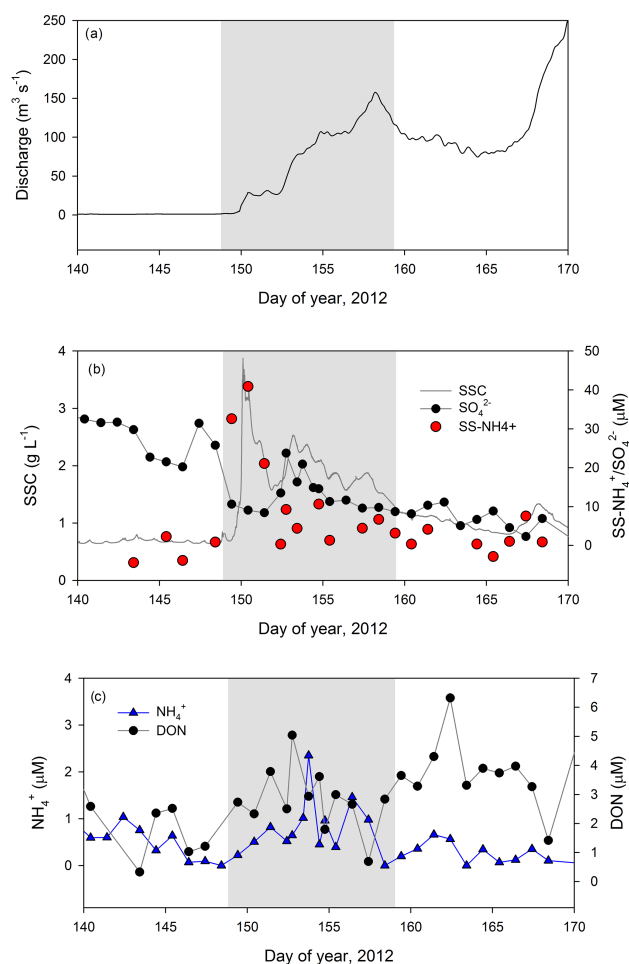 (a)
250
200
150
100
50
0
Discharge (m³ s⁻¹)
140 145 150 155 160 165 170
Day of year, 2012
(b)
4
3
2
1
0
SSC (g L⁻¹)
50
40
30
20
10
0
SS-NH₄⁺/SO₄²⁻ (μM)
SSC
SO₄²⁻
SS-NH4+
140 145 150 155 160 165 170
Day of year, 2012
(c)
4
3
2
1
0
NH₄⁺ (μM)
7
6
5
4
3
2
1
0
DON (μM)
NH₄⁺
DON
140 145 150 155 160 165 170
Day of year, 2012